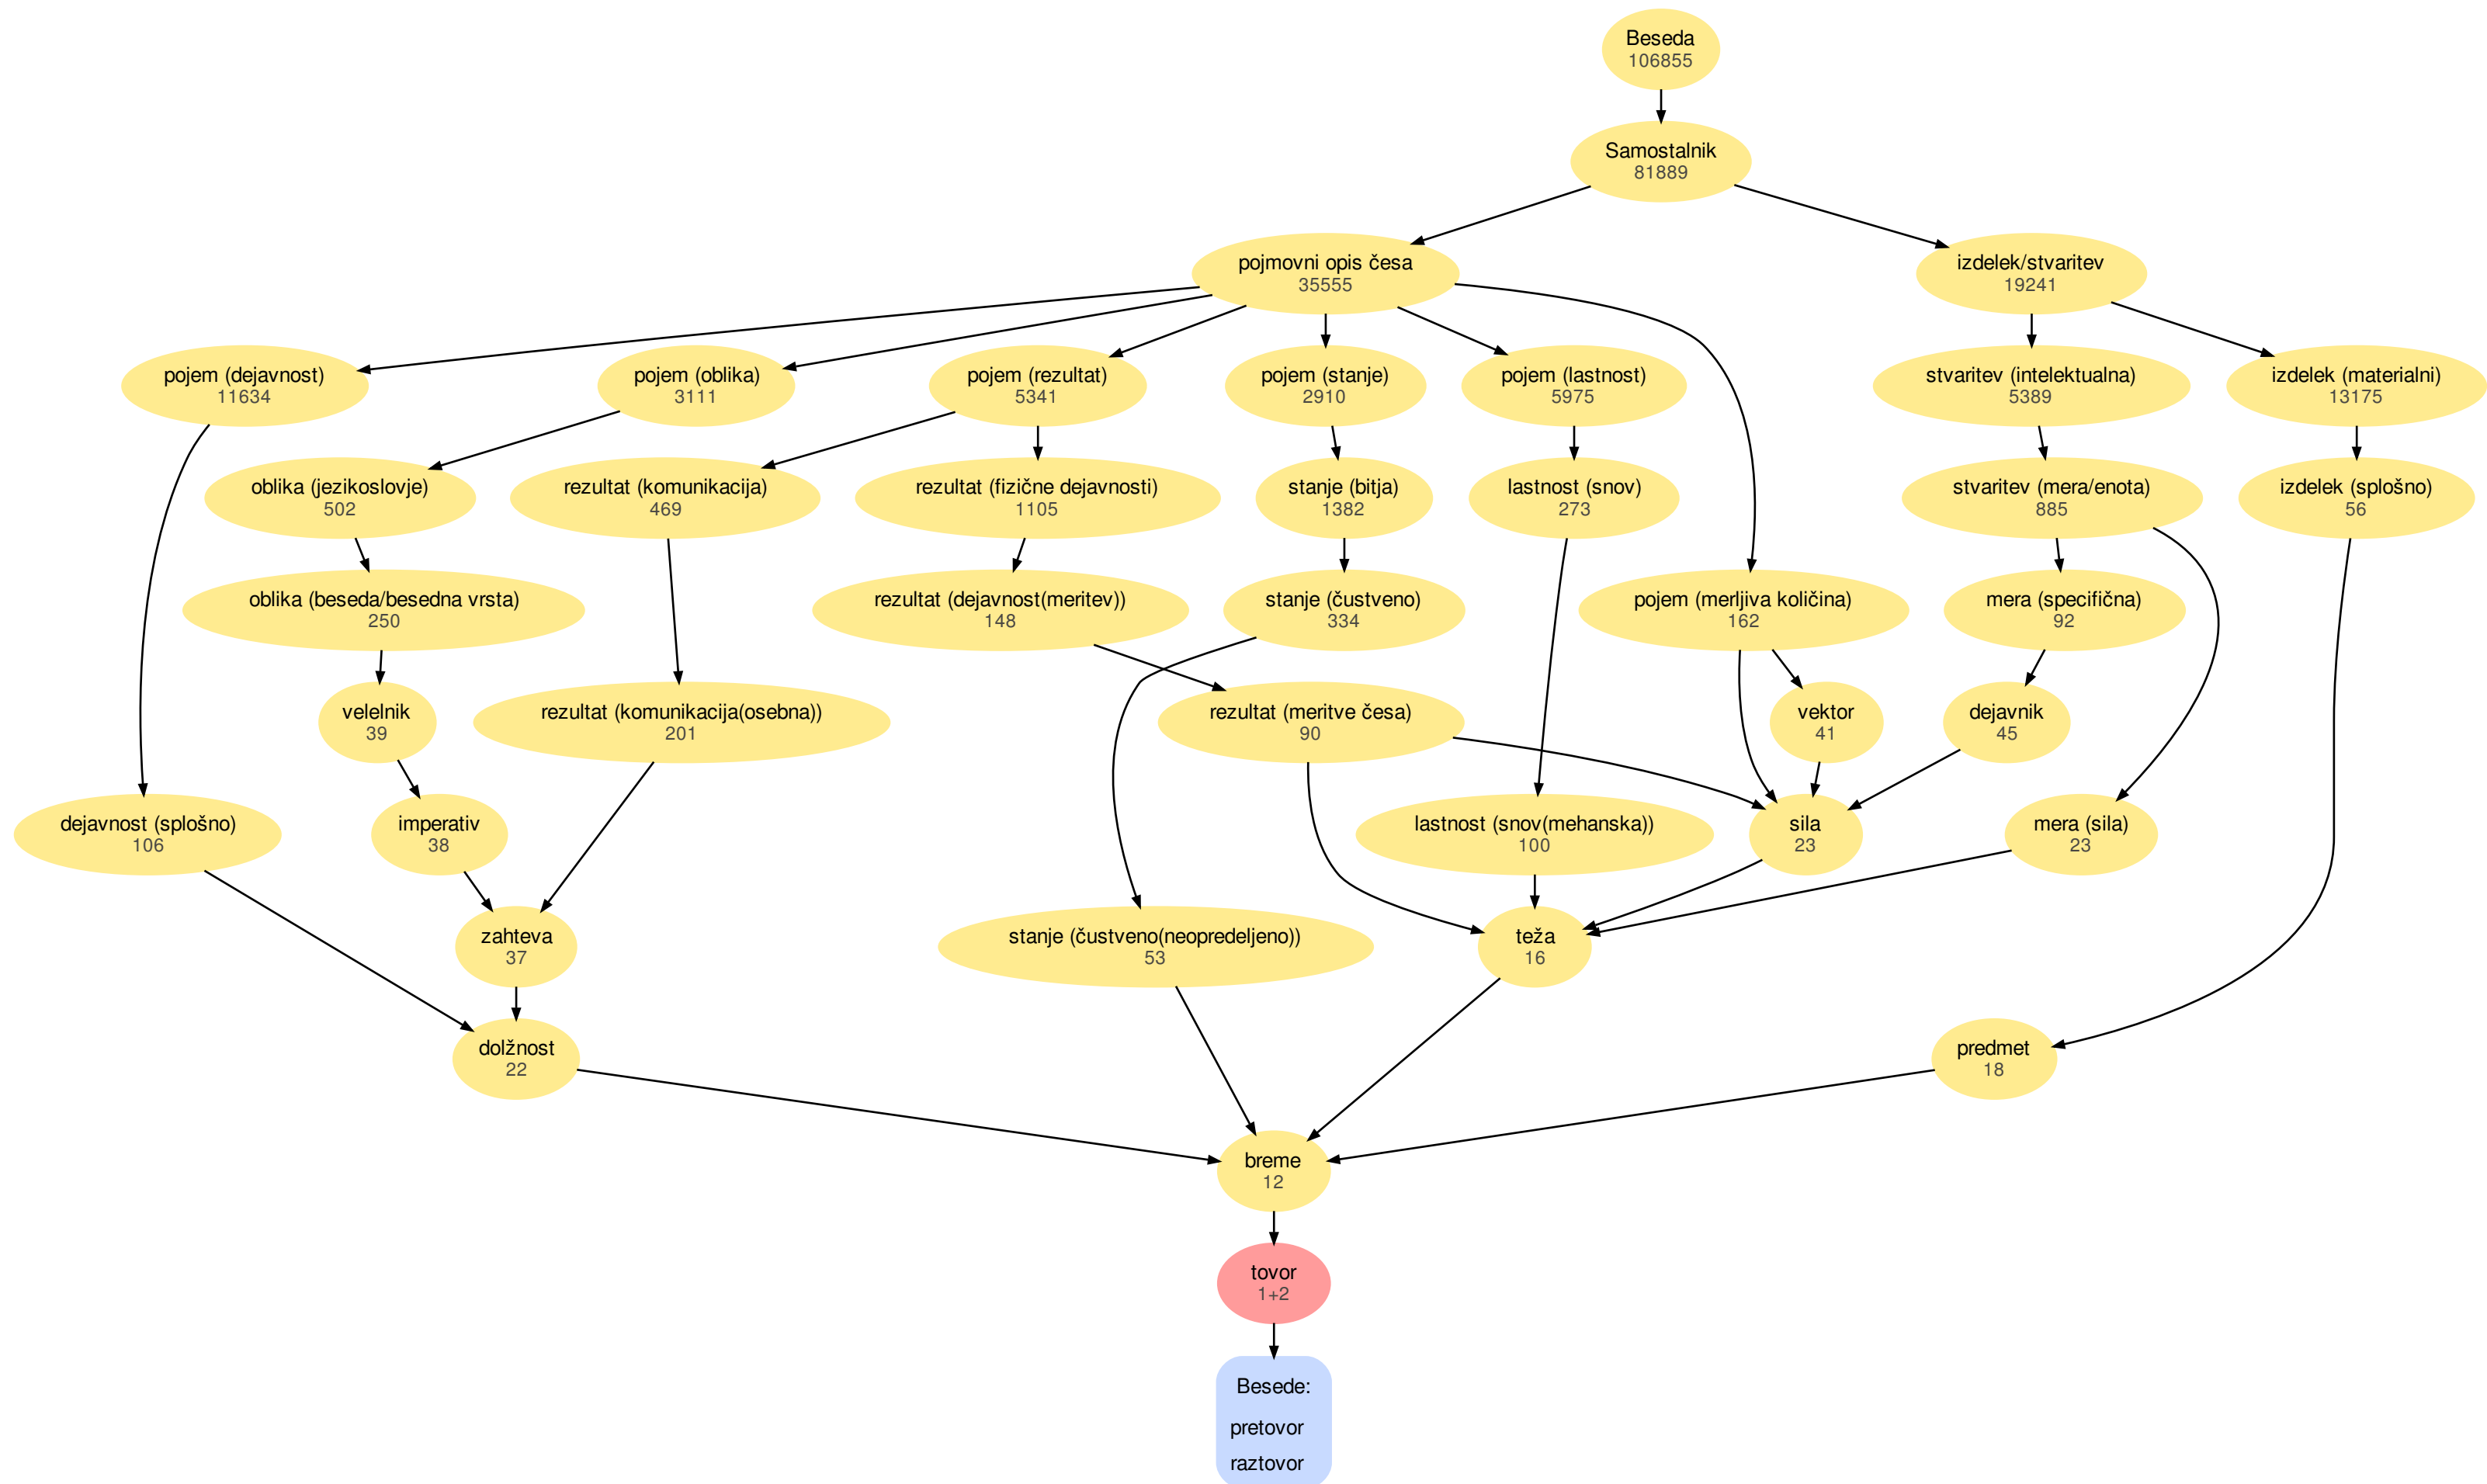 Beseda
106855
Samostalnik
81889
pojmovni opis česa
35555
izdelek/stvaritev
19241
pojem (dejavnost)
11634
pojem (oblika)
3111
pojem (rezultat)
5341
pojem (stanje)
2910
pojem (lastnost)
5975
stvaritev (intelektualna)
5389
izdelek (materialni)
13175
oblika (jezikoslovje)
502
rezultat (komunikacija)
469
rezultat (fizične dejavnosti)
1105
stanje (bitja)
1382
lastnost (snov)
273
stvaritev (mera/enota)
885
izdelek (splošno)
56
oblika (beseda/besedna vrsta)
250
rezultat (dejavnost(meritev))
148
stanje (čustveno)
334
pojem (merljiva količina)
162
mera (specifična)
92
velelnik
39
rezultat (komunikacija(osebna))
201
rezultat (meritve česa)
90
vektor
41
dejavnik
45
dejavnost (splošno)
106
imperativ
38
lastnost (snov(mehanska))
100
sila
23
mera (sila)
23
zahteva
37
stanje (čustveno(neopredeljeno))
53
teža
16
dolžnost
22
predmet
18
breme
12
tovor
1+2
Besede:
pretovor
raztovor